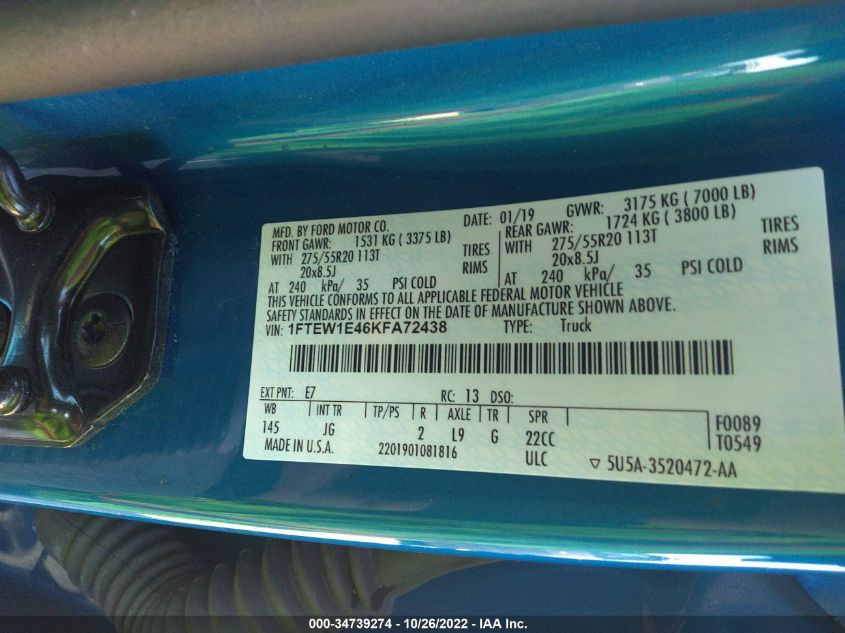 MFD. BY FORD MOTOR CO. DATE: 01/19 GVWR: 3175 KG ( 7000 LB)
FRONT GAWR: 1531 KG ( 3375 LB) REAR GAWR: 1724 KG ( 3800 LB)
WITH 275/55R20 113T TIRES WITH 275/55R20 113T TIRES
20x8.5J RIMS 20x8.5J RIMS
AT 240 kPa/ 35 PSI COLD AT 240 kPa/ 35 PSI COLD
THIS VEHICLE CONFORMS TO ALL APPLICABLE FEDERAL MOTOR VEHICLE
SAFETY STANDARDS IN EFFECT ON THE DATE OF MANUFACTURE SHOWN ABOVE.
VIN: 1FTEW1E46KFA72438 TYPE: Truck
EXT PNT: E7 RC: 13 DSO:
WB INT TR TP/PS R AXLE TR SPR F0089
145 JG 2 L9 G 22CC T0549
MADE IN U.S.A. 2201901081816 ULC ▽ 5U5A-3520472-AA
000-34739274 - 10/26/2022 - IAA Inc.